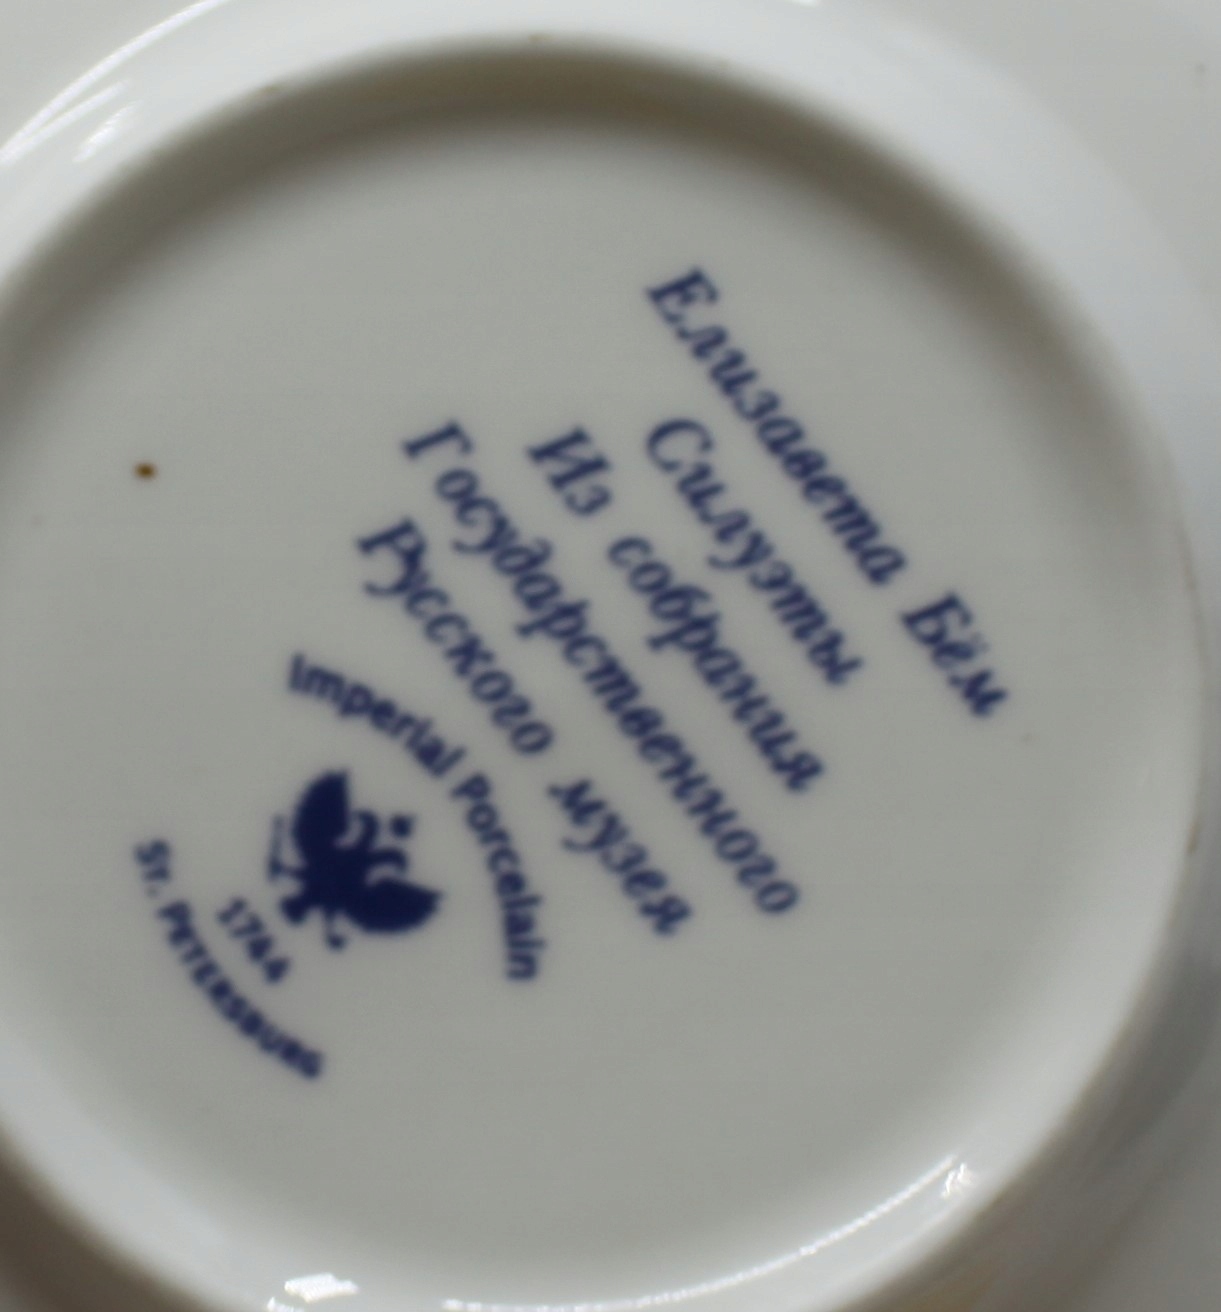 Елизавета Бём
Силуэты
Из собрания
Государственного
Русского музея
Imperial Porcelain
1744
St. Petersburg